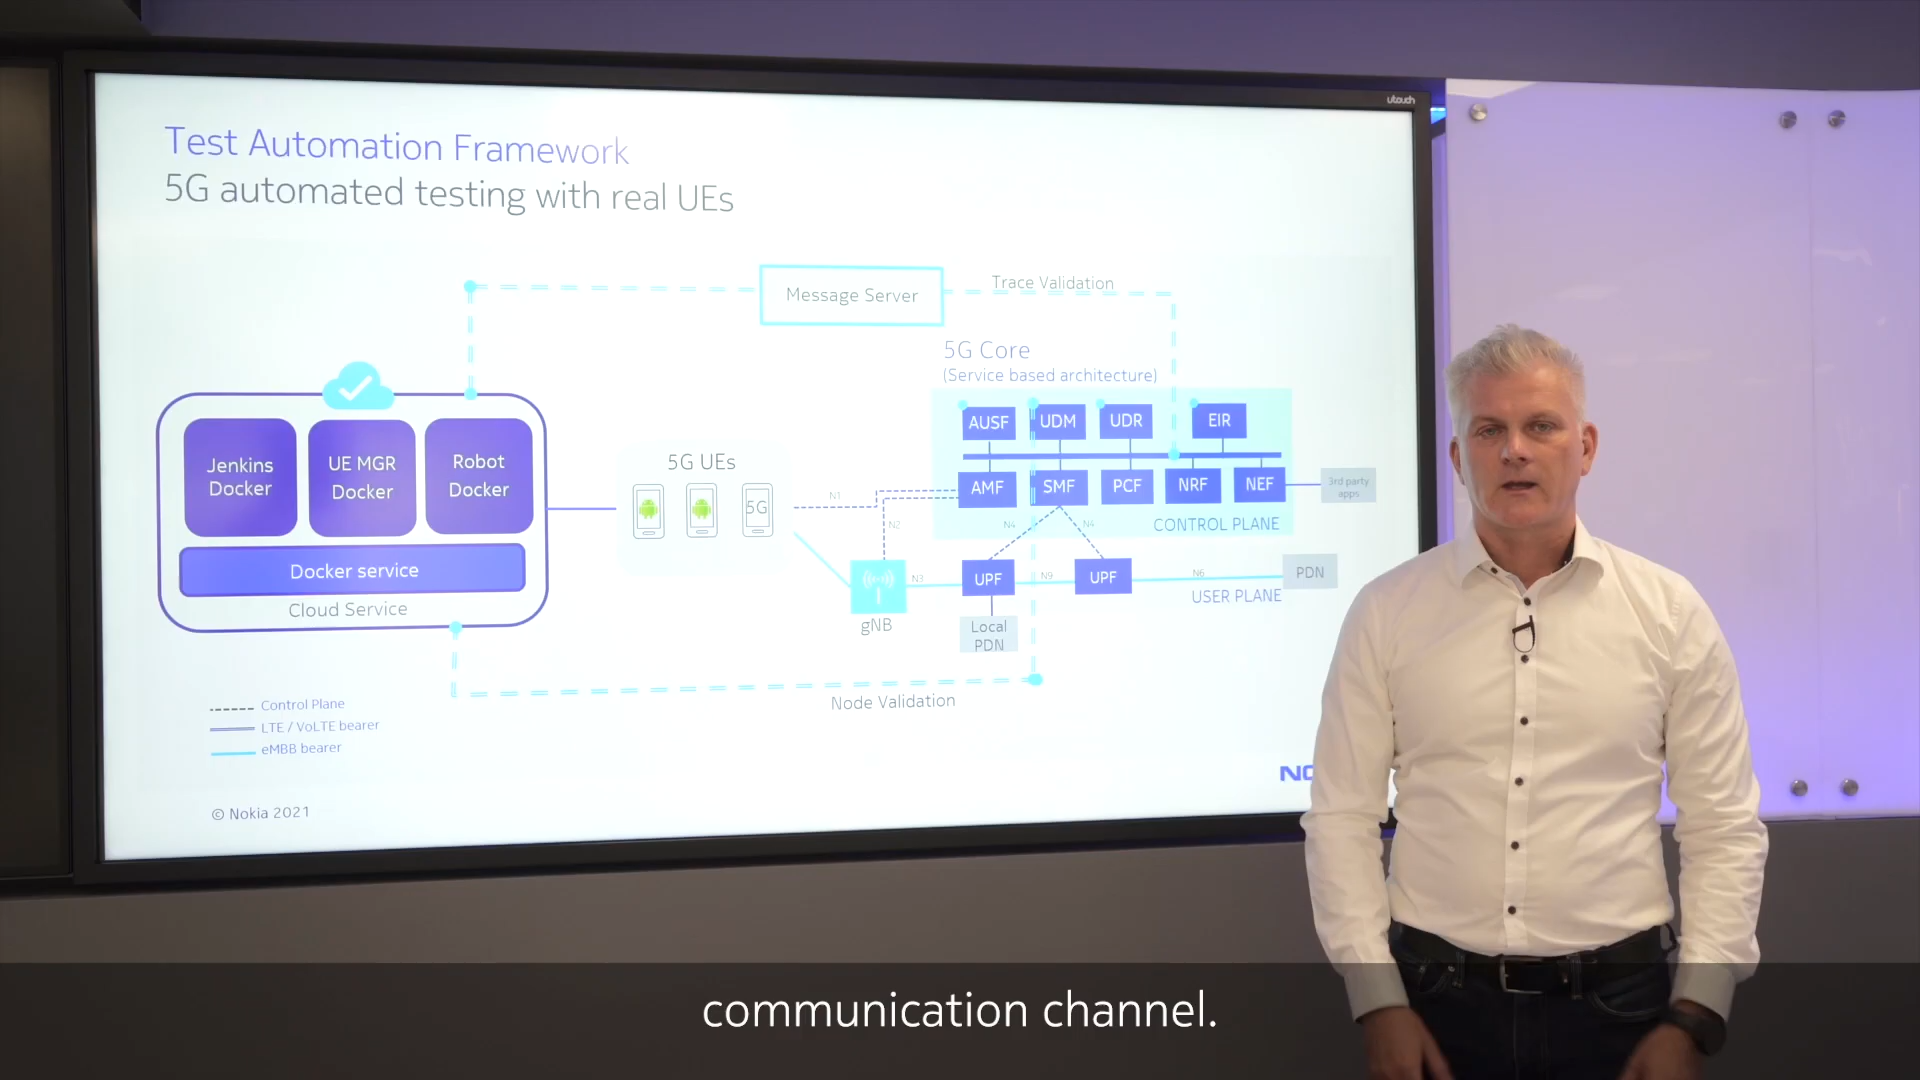 utouch
Test Automation Framework
5G automated testing with real UEs
Message Server
Trace Validation
5G Core
(Service based architecture)
AUSF
UDM
UDR
EIR
Jenkins
Docker
UE MGR
Docker
Robot
Docker
5G UEs
5G
N1
N2
AMF
SMF
PCF
NRF
NEF
3rd party
apps
N4
N4
CONTROL PLANE
Docker service
Cloud Service
gNB
N3
UPF
N9
UPF
N6
PDN
USER PLANE
Local
PDN
Node Validation
Control Plane
LTE / VoLTE bearer
eMBB bearer
NO
© Nokia 2021
communication channel.